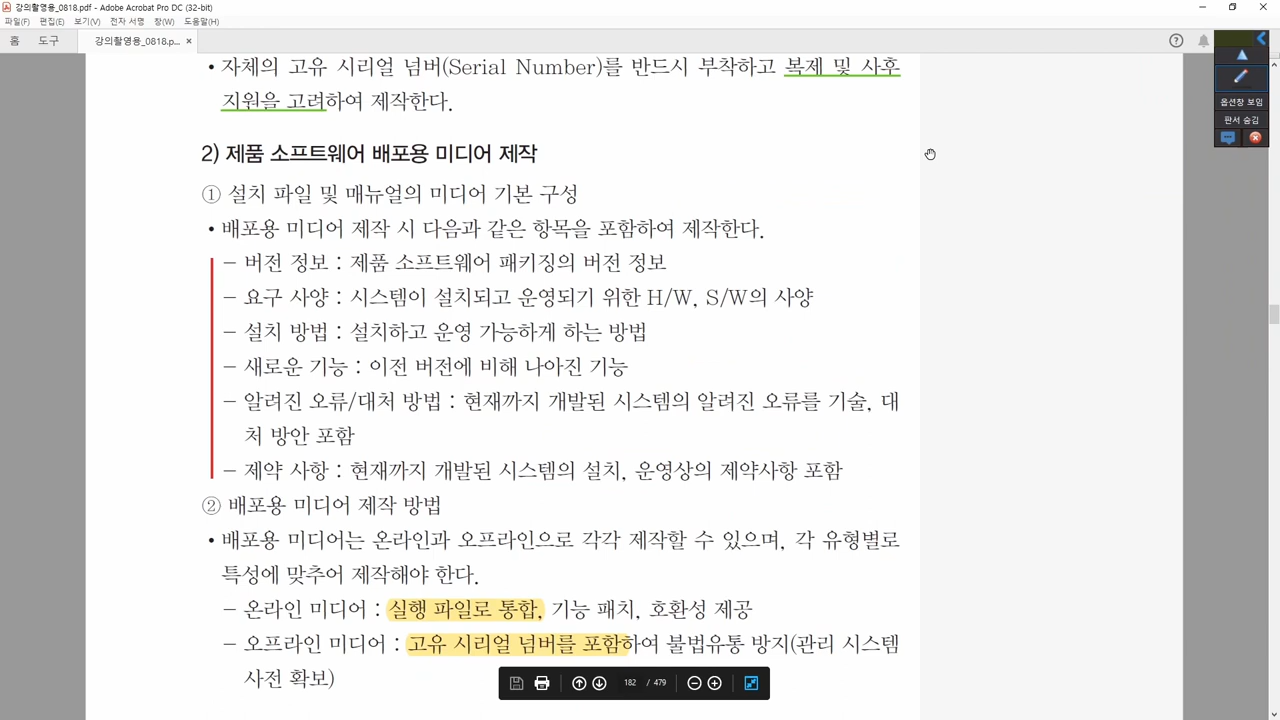 강의촬영용_0818.pdf - Adobe Acrobat Pro DC (32-bit)
파일(F) 편집(E) 보기(V) 전자 서명 창(W) 도움말(H)
홈 도구 강의촬영용_0818.p... ×
옵션창 보임
판서 숨김
• 자체의 고유 시리얼 넘버(Serial Number)를 반드시 부착하고 복제 및 사후
지원을 고려하여 제작한다.
2) 제품 소프트웨어 배포용 미디어 제작
① 설치 파일 및 매뉴얼의 미디어 기본 구성
• 배포용 미디어 제작 시 다음과 같은 항목을 포함하여 제작한다.
– 버전 정보 : 제품 소프트웨어 패키징의 버전 정보
– 요구 사양 : 시스템이 설치되고 운영되기 위한 H/W, S/W의 사양
– 설치 방법 : 설치하고 운영 가능하게 하는 방법
– 새로운 기능 : 이전 버전에 비해 나아진 기능
– 알려진 오류/대처 방법 : 현재까지 개발된 시스템의 알려진 오류를 기술, 대
처 방안 포함
– 제약 사항 : 현재까지 개발된 시스템의 설치, 운영상의 제약사항 포함
② 배포용 미디어 제작 방법
• 배포용 미디어는 온라인과 오프라인으로 각각 제작할 수 있으며, 각 유형별로
특성에 맞추어 제작해야 한다.
– 온라인 미디어 : 실행 파일로 통합, 기능 패치, 호환성 제공
– 오프라인 미디어 : 고유 시리얼 넘버를 포함하여 불법유통 방지(관리 시스템
사전 확보)
182 / 479